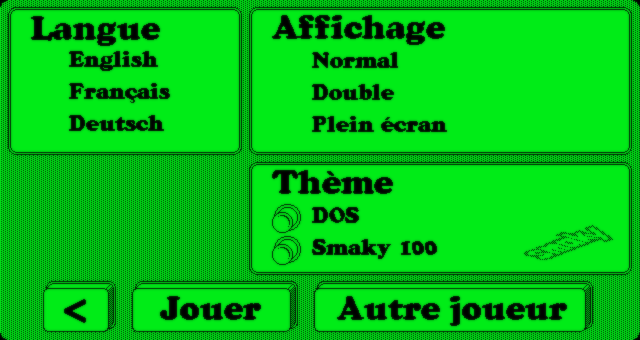 Langue
English
Français
Deutsch
Affichage
Normal
Double
Plein écran
Thème
DOS
Smaky 100
<
Jouer
Autre joueur